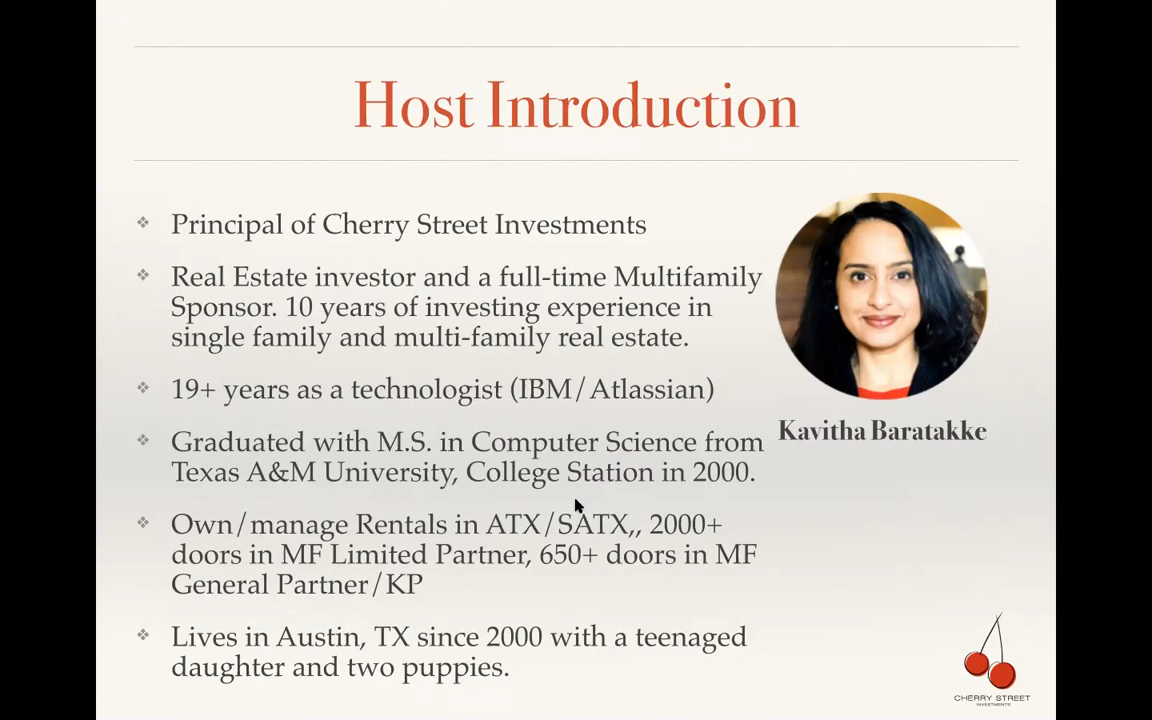 Host Introduction
Principal of Cherry Street Investments
Real Estate investor and a full-time Multifamily
Sponsor. 10 years of investing experience in
single family and multi-family real estate.
19+ years as a technologist (IBM/Atlassian)
Graduated with M.S. in Computer Science from
Texas A&M University, College Station in 2000.
Own/manage Rentals in ATX/SATX,, 2000+
doors in MF Limited Partner, 650+ doors in MF
General Partner/KP
Lives in Austin, TX since 2000 with a teenaged
daughter and two puppies.
Kavitha Baratakke
CHERRY STREET
INVESTMENTS